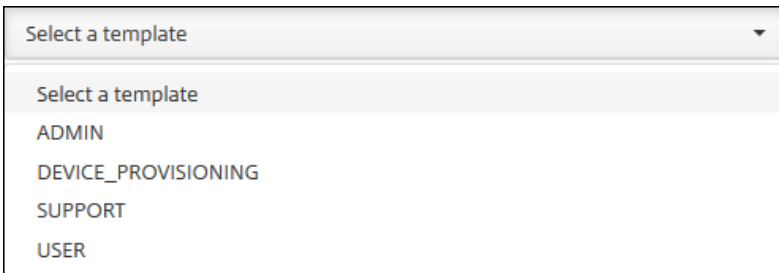 Select a template
Select a template
ADMIN
DEVICE_PROVISIONING
SUPPORT
USER